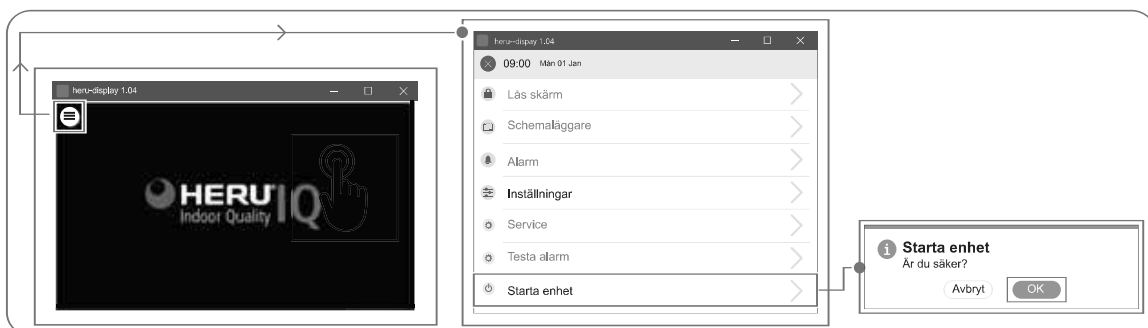 heru-display 1.04
HERU IQ
Indoor Quality
heru--dispay 1.04
09:00 Mån 01 Jan
Lås skärm
Schemaläggare
Alarm
Inställningar
Service
Testa alarm
Starta enhet
Starta enhet
Är du säker?
Avbryt OK